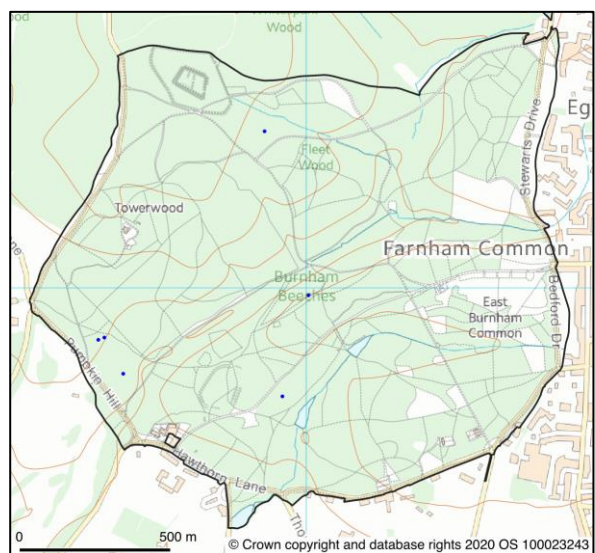 Wood
Eg
Stewarts Drive
Fleet
Wood
Towerwood
Farnham Common
Burnham
Beeches
Bedford Dr
East
Burnham
Common
Pumpkin Hill
Hawthorn Lane
Tho
0
500 m
© Crown copyright and database rights 2020 OS 100023243